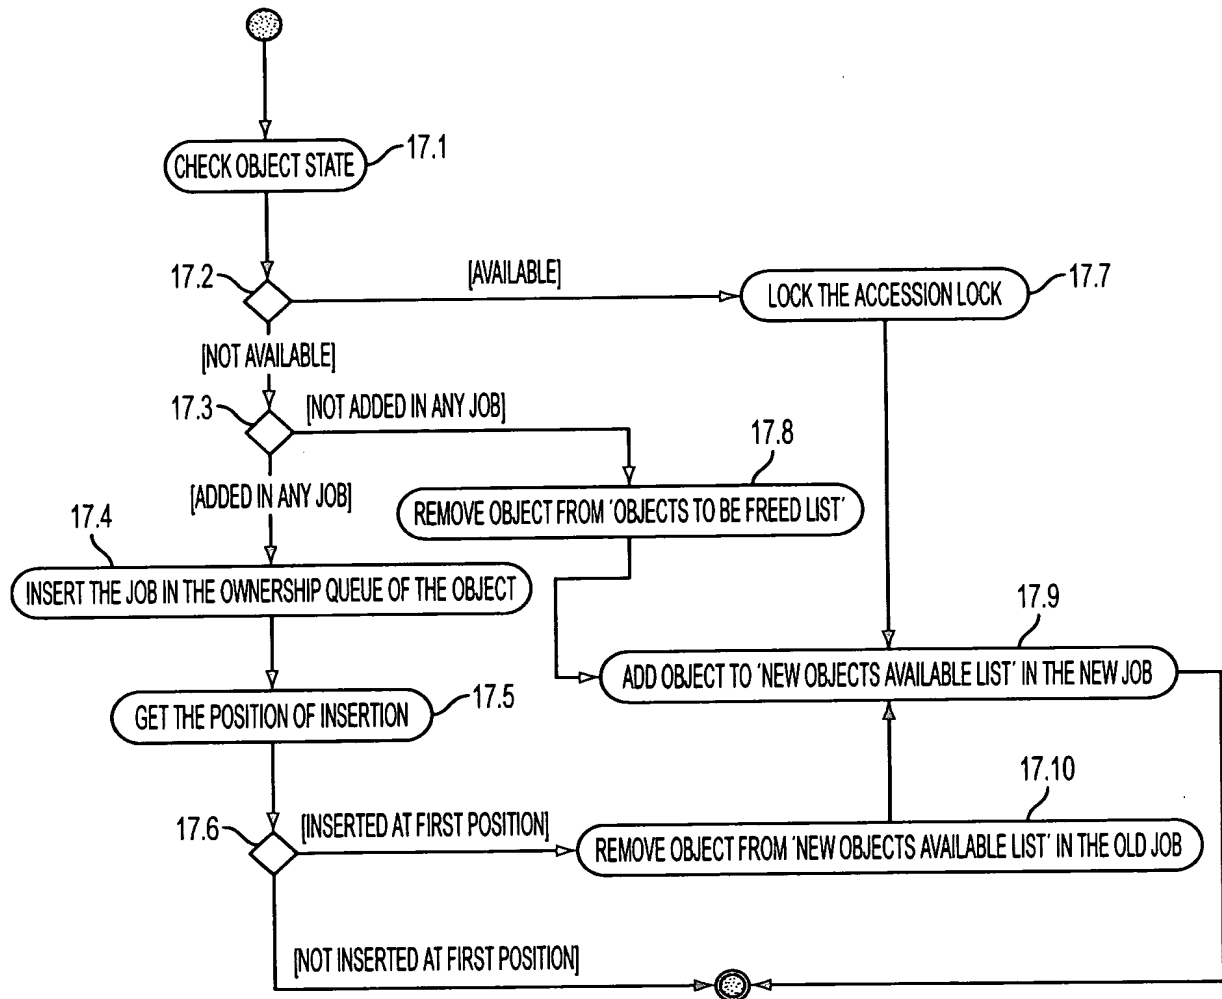 CHECK OBJECT STATE
17.1
17.2
[AVAILABLE]
LOCK THE ACCESSION LOCK
17.7
[NOT AVAILABLE]
17.3
[NOT ADDED IN ANY JOB]
17.8
[ADDED IN ANY JOB]
REMOVE OBJECT FROM 'OBJECTS TO BE FREED LIST'
17.4
INSERT THE JOB IN THE OWNERSHIP QUEUE OF THE OBJECT
17.9
ADD OBJECT TO 'NEW OBJECTS AVAILABLE LIST' IN THE NEW JOB
17.5
GET THE POSITION OF INSERTION
17.10
17.6
[INSERTED AT FIRST POSITION]
REMOVE OBJECT FROM 'NEW OBJECTS AVAILABLE LIST' IN THE OLD JOB
[NOT INSERTED AT FIRST POSITION]